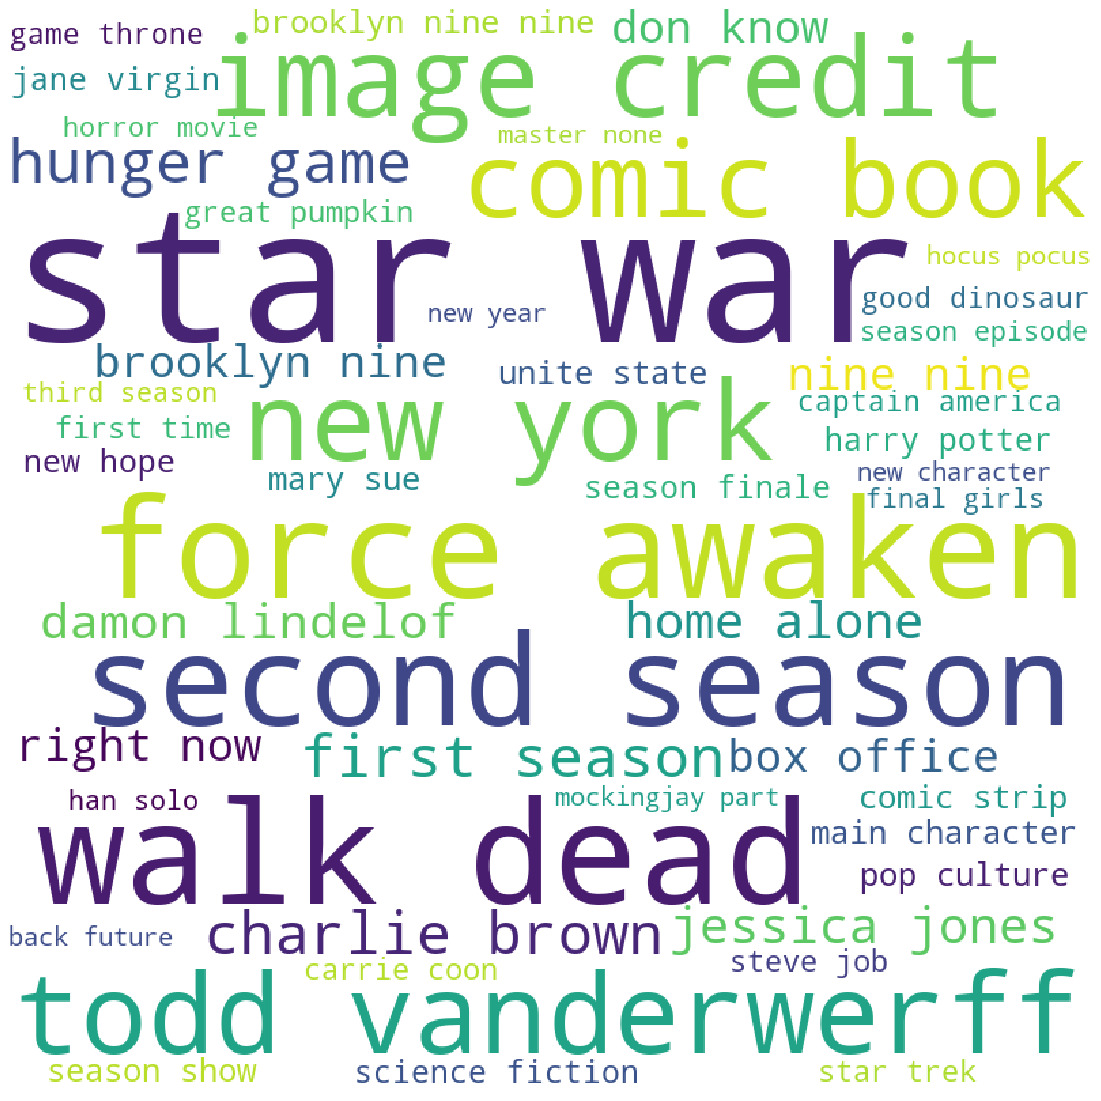 brooklyn nine nine
don know
game throne
image credit
jane virgin
horror movie
master none
hunger game
comic book
great pumpkin
star war
hocus pocus
good dinosaur
new year
season episode
brooklyn nine
unite state
nine nine
third season
new york
captain america
first time
harry potter
new hope
new character
mary sue
season finale
final girls
force awaken
damon lindelof
home alone
second season
right now
first season
box office
han solo
mockingjay part
comic strip
walk dead
main character
pop culture
back future
charlie brown
jessica jones
steve job
carrie coon
todd vanderwerff
season show
science fiction
star trek